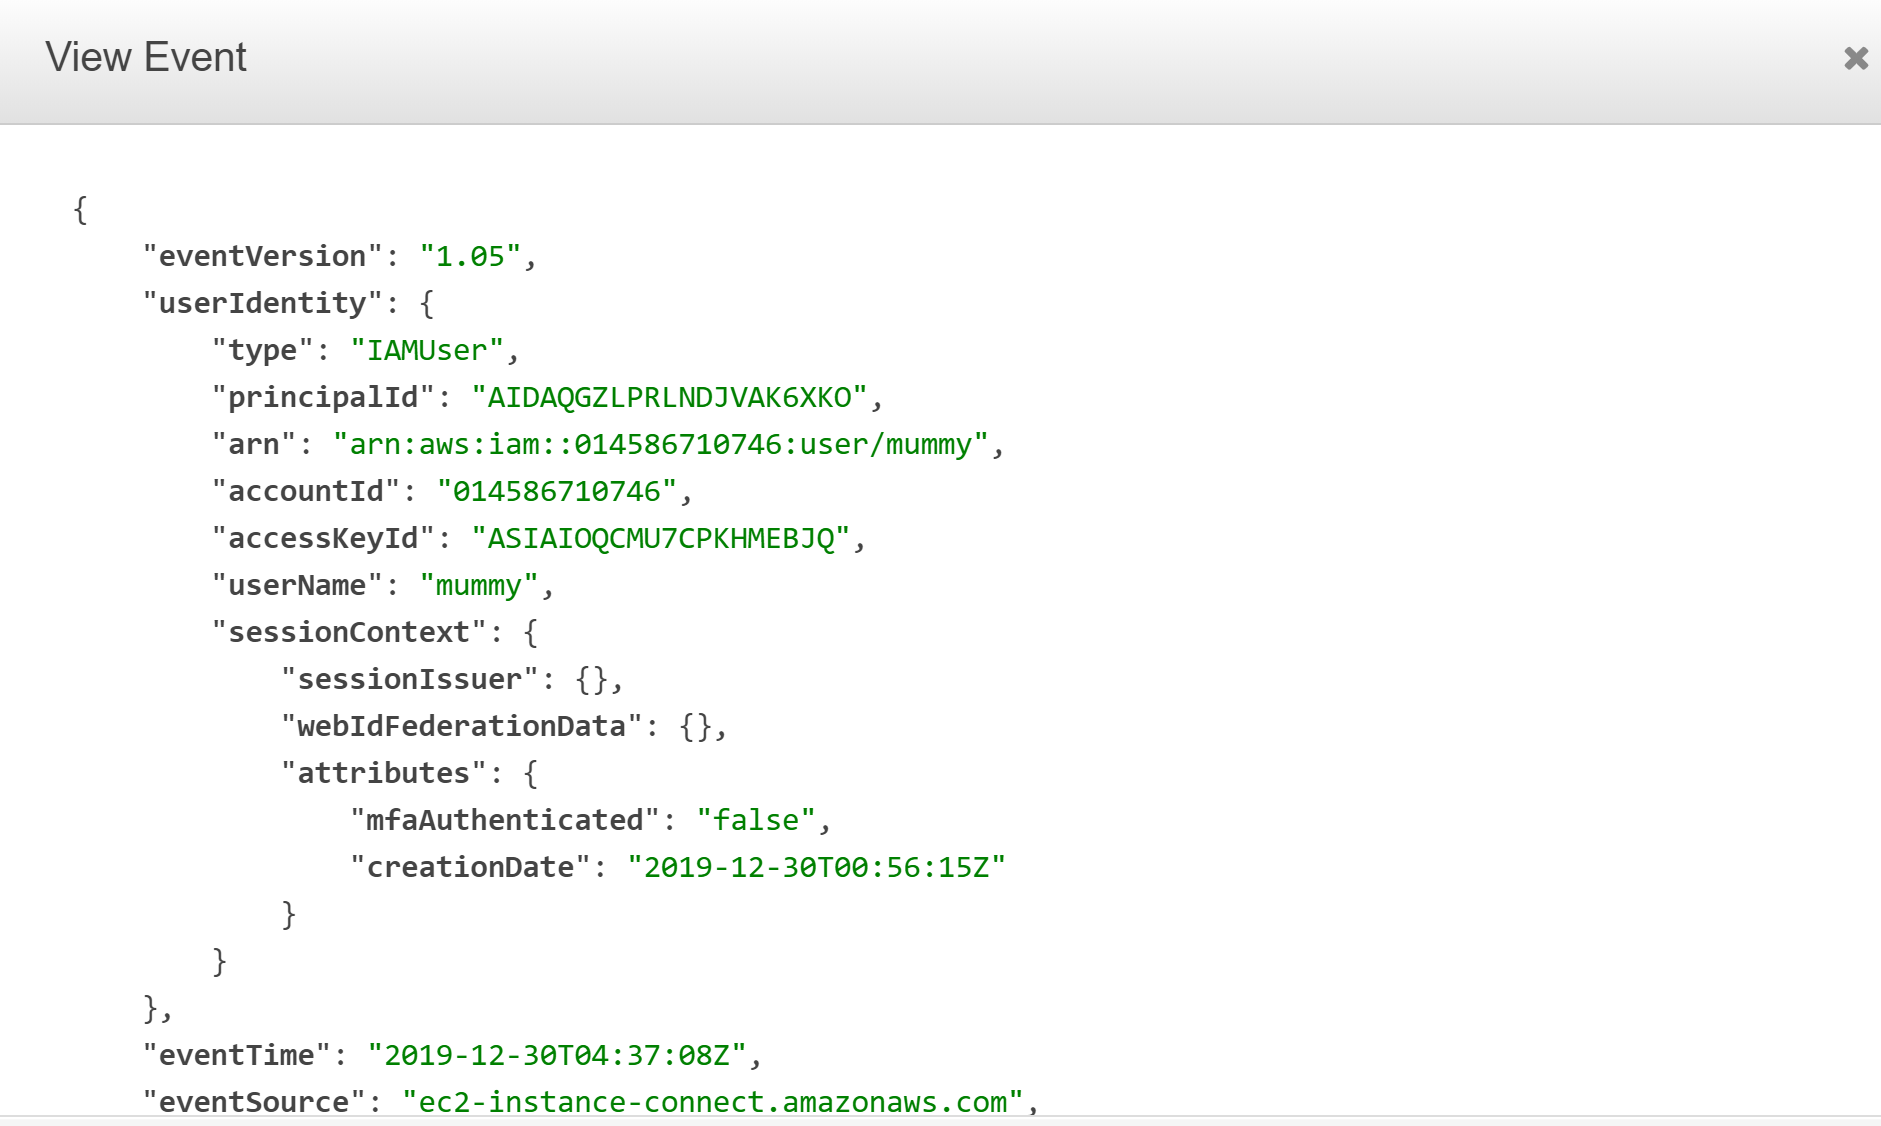 View Event
{
"eventVersion": "1.05",
"userIdentity": {
"type": "IAMUser",
"principalId": "AIDAQGZLPRLNDJVAK6XKO",
"arn": "arn:aws:iam::014586710746:user/mummy",
"accountId": "014586710746",
"accessKeyId": "ASIAIOQCMU7CPKHMEBJQ",
"userName": "mummy",
"sessionContext": {
"sessionIssuer": {},
"webIdFederationData": {},
"attributes": {
"mfaAuthenticated": "false",
"creationDate": "2019-12-30T00:56:15Z"
}
}
},
"eventTime": "2019-12-30T04:37:08Z",
"eventSource": "ec2-instance-connect.amazonaws.com",